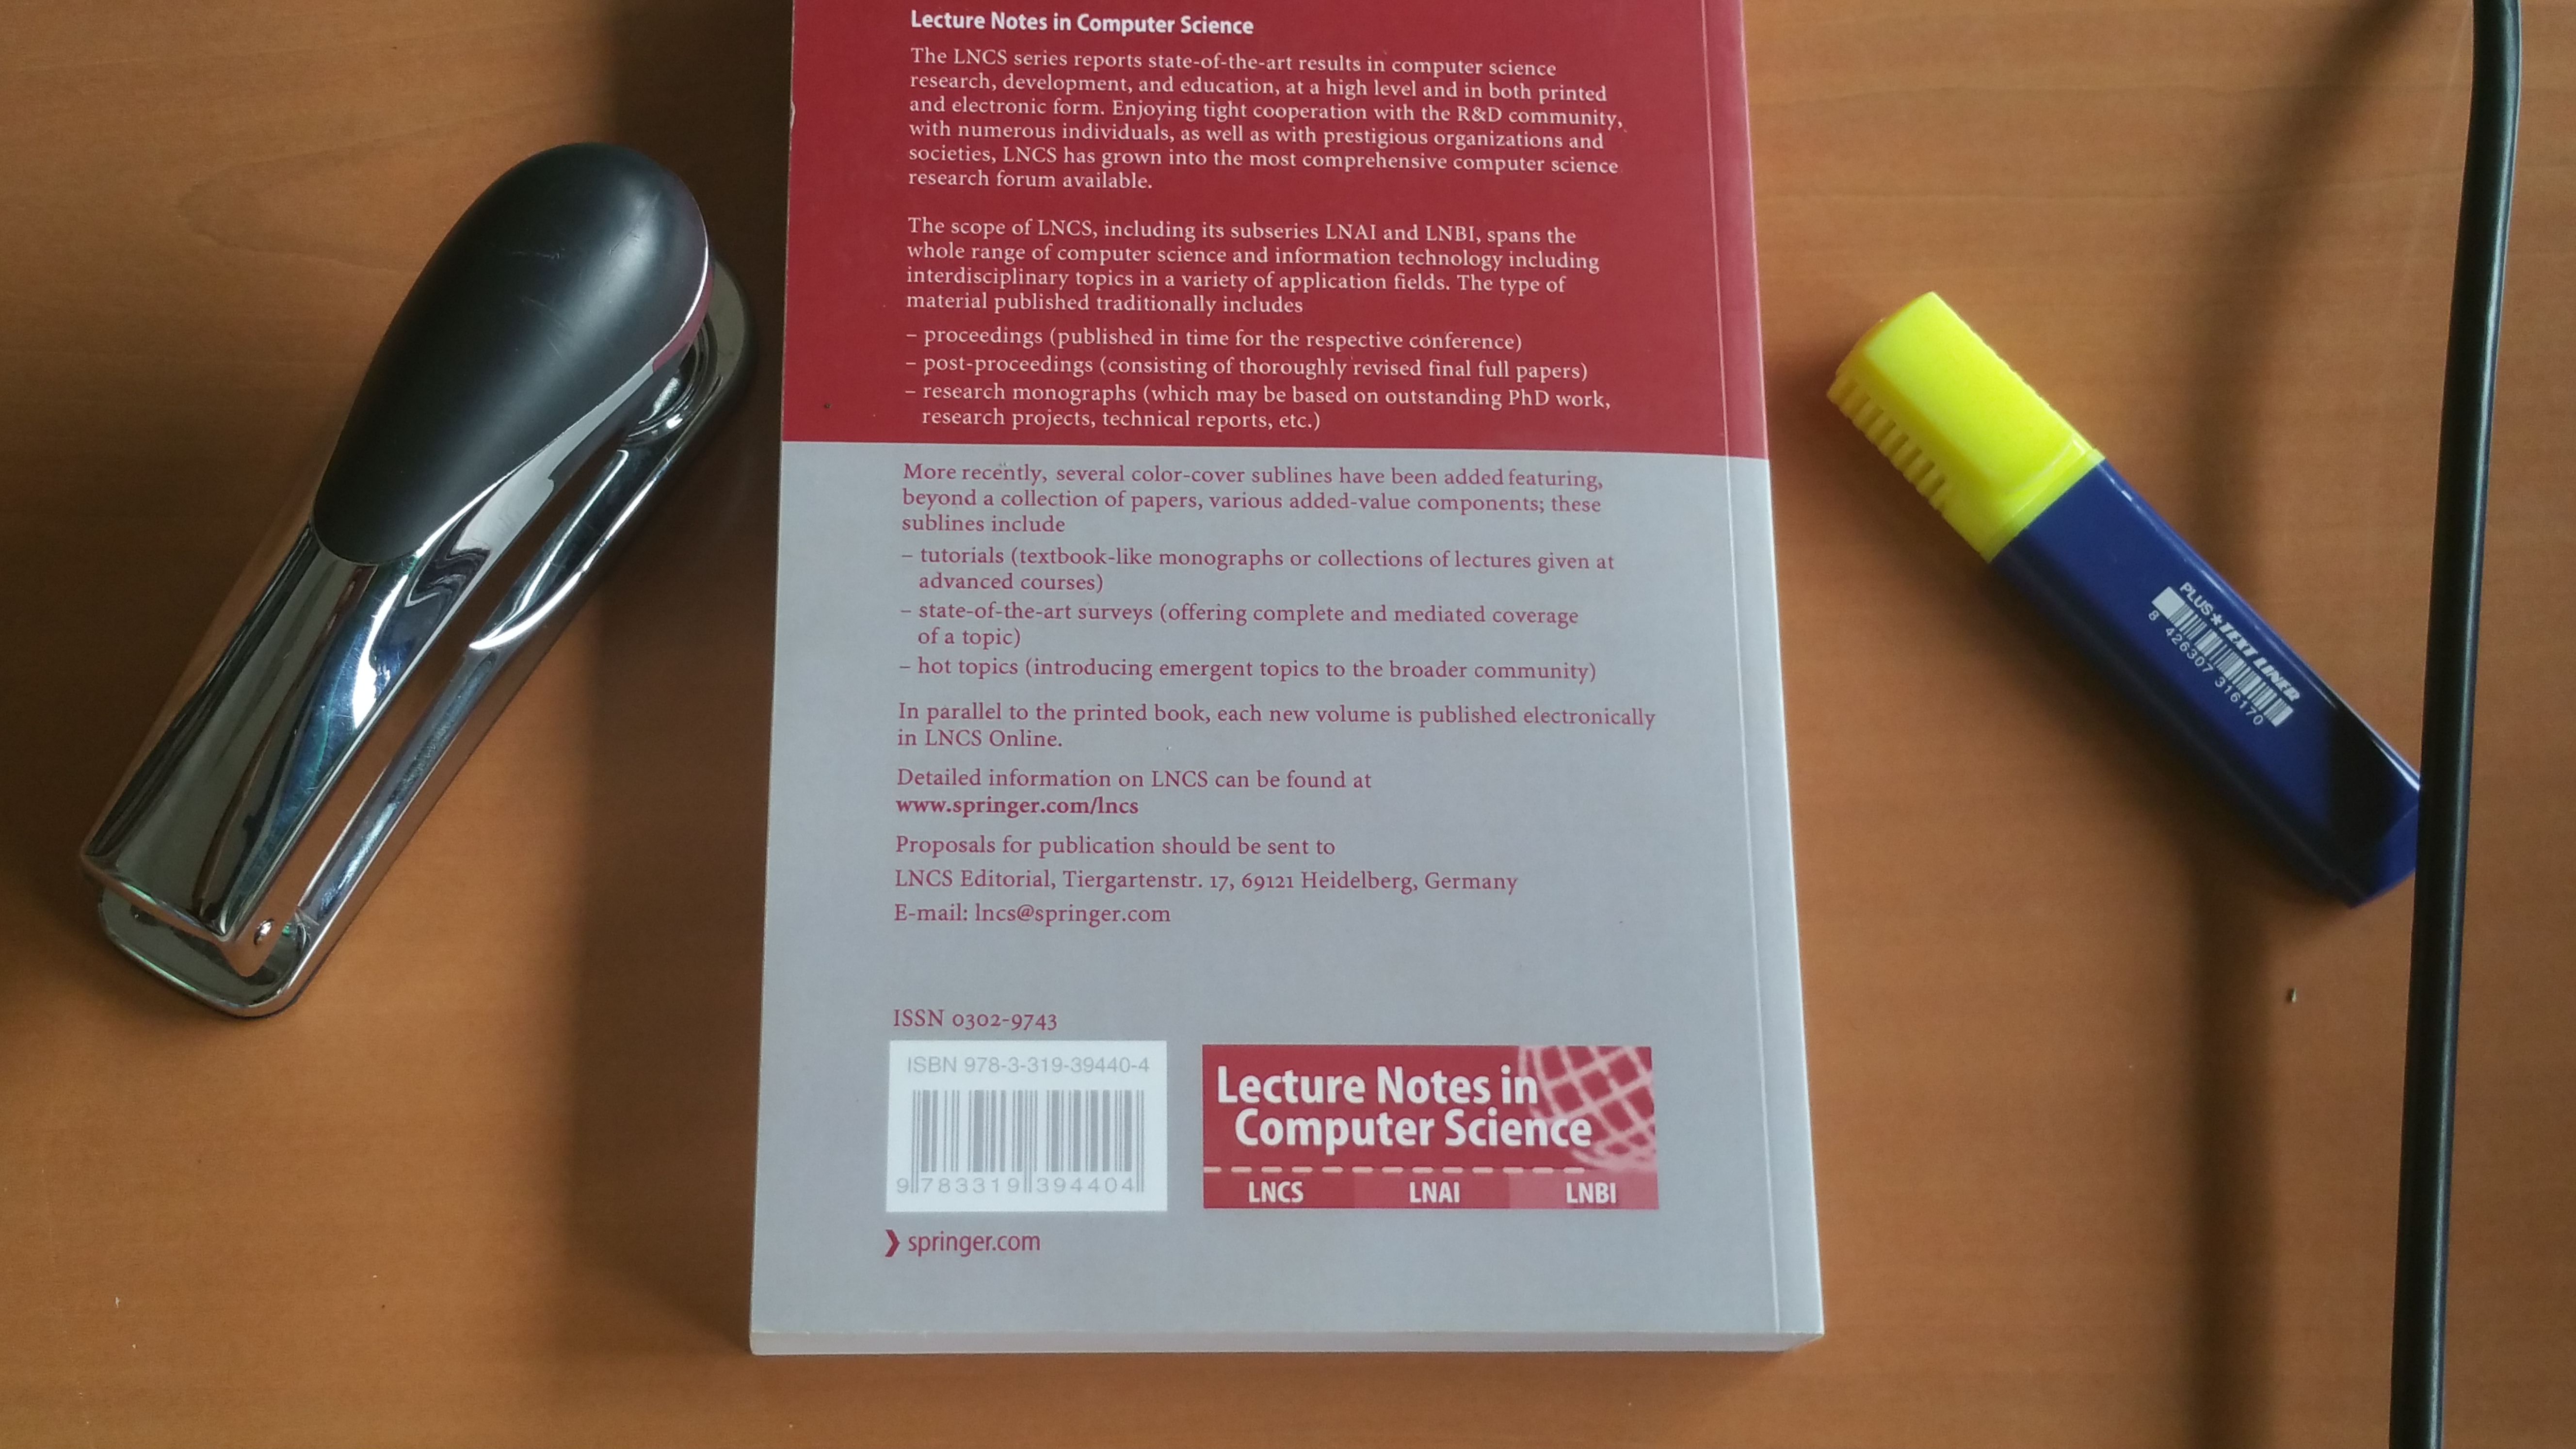 Lecture Notes in Computer Science
The LNCS series reports state-of-the-art results in computer science
research, development, and education, at a high level and in both printed
and electronic form. Enjoying tight cooperation with the R&D community,
with numerous individuals, as well as with prestigious organizations and
societies, LNCS has grown into the most comprehensive computer science
research forum available.
The scope of LNCS, including its subseries LNAI and LNBI, spans the
whole range of computer science and information technology including
interdisciplinary topics in a variety of application fields. The type of
material published traditionally includes
– proceedings (published in time for the respective conference)
– post-proceedings (consisting of thoroughly revised final full papers)
– research monographs (which may be based on outstanding PhD work,
research projects, technical reports, etc.)
More recently, several color-cover sublines have been added featuring,
beyond a collection of papers, various added-value components; these
sublines include
– tutorials (textbook-like monographs or collections of lectures given at
advanced courses)
– state-of-the-art surveys (offering complete and mediated coverage
of a topic)
– hot topics (introducing emergent topics to the broader community)
In parallel to the printed book, each new volume is published electronically
in LNCS Online.
Detailed information on LNCS can be found at
www.springer.com/lncs
Proposals for publication should be sent to
LNCS Editorial, Tiergartenstr. 17, 69121 Heidelberg, Germany
E-mail: lncs@springer.com
ISSN 0302-9743
ISBN 978-3-319-39440-4
9 783319 394404
Lecture Notes in
Computer Science
LNCS LNAI LNBI
springer.com
PLUS★TEXT LINER
8 426307 316170